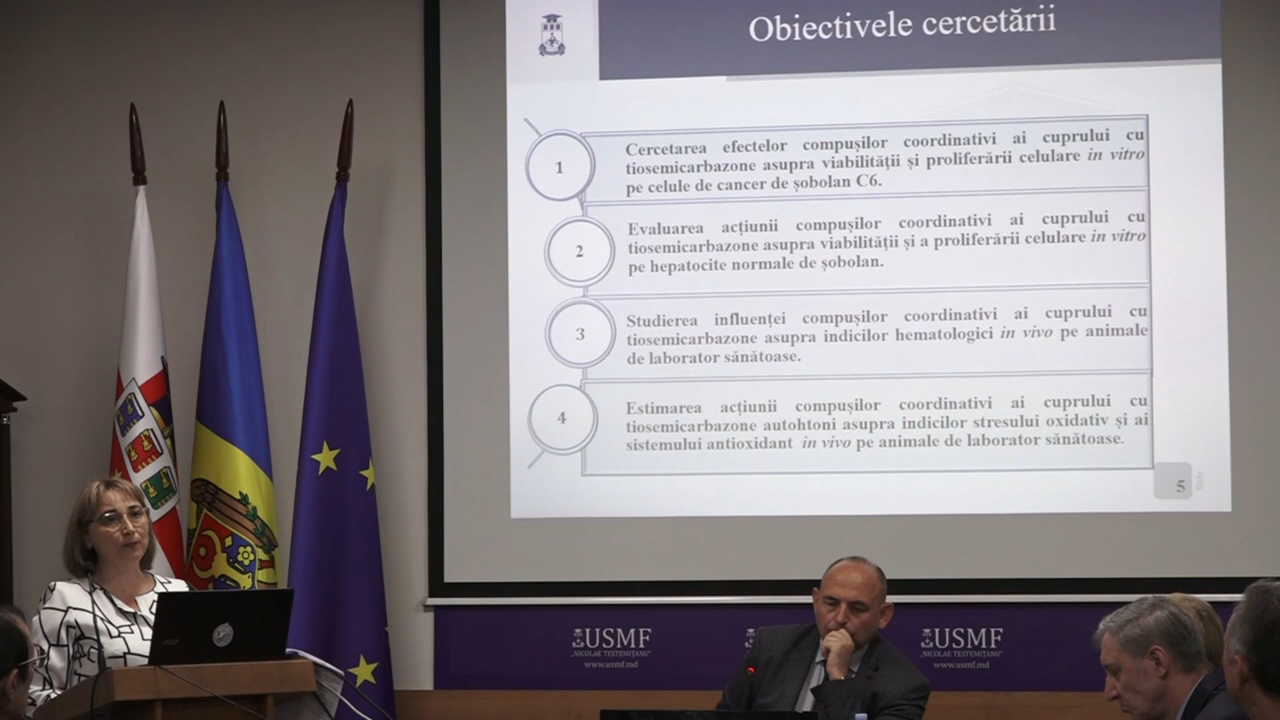 Obiectivele cercetării
1
Cercetarea efectelor compușilor coordinativi ai cuprului cu
tiosemicarbazone asupra viabilității și proliferării celulare in vitro
pe celule de cancer de șobolan C6.
2
Evaluarea acțiunii compușilor coordinativi ai cuprului cu
tiosemicarbazone asupra viabilității și a proliferării celulare in vitro
pe hepatocite normale de șobolan.
3
Studierea influenței compușilor coordinativi ai cuprului cu
tiosemicarbazone asupra indicilor hematologici in vivo pe animale
de laborator sănătoase.
4
Estimarea acțiunii compușilor coordinativi ai cuprului cu
tiosemicarbazone autohtoni asupra indicilor stresului oxidativ și ai
sistemului antioxidant in vivo pe animale de laborator sănătoase.
5
Slide
USMF
„NICOLAE TESTEMIȚANU”
www.usmf.md
USMF
„NICOLAE TESTEMIȚANU”
www.usmf.md